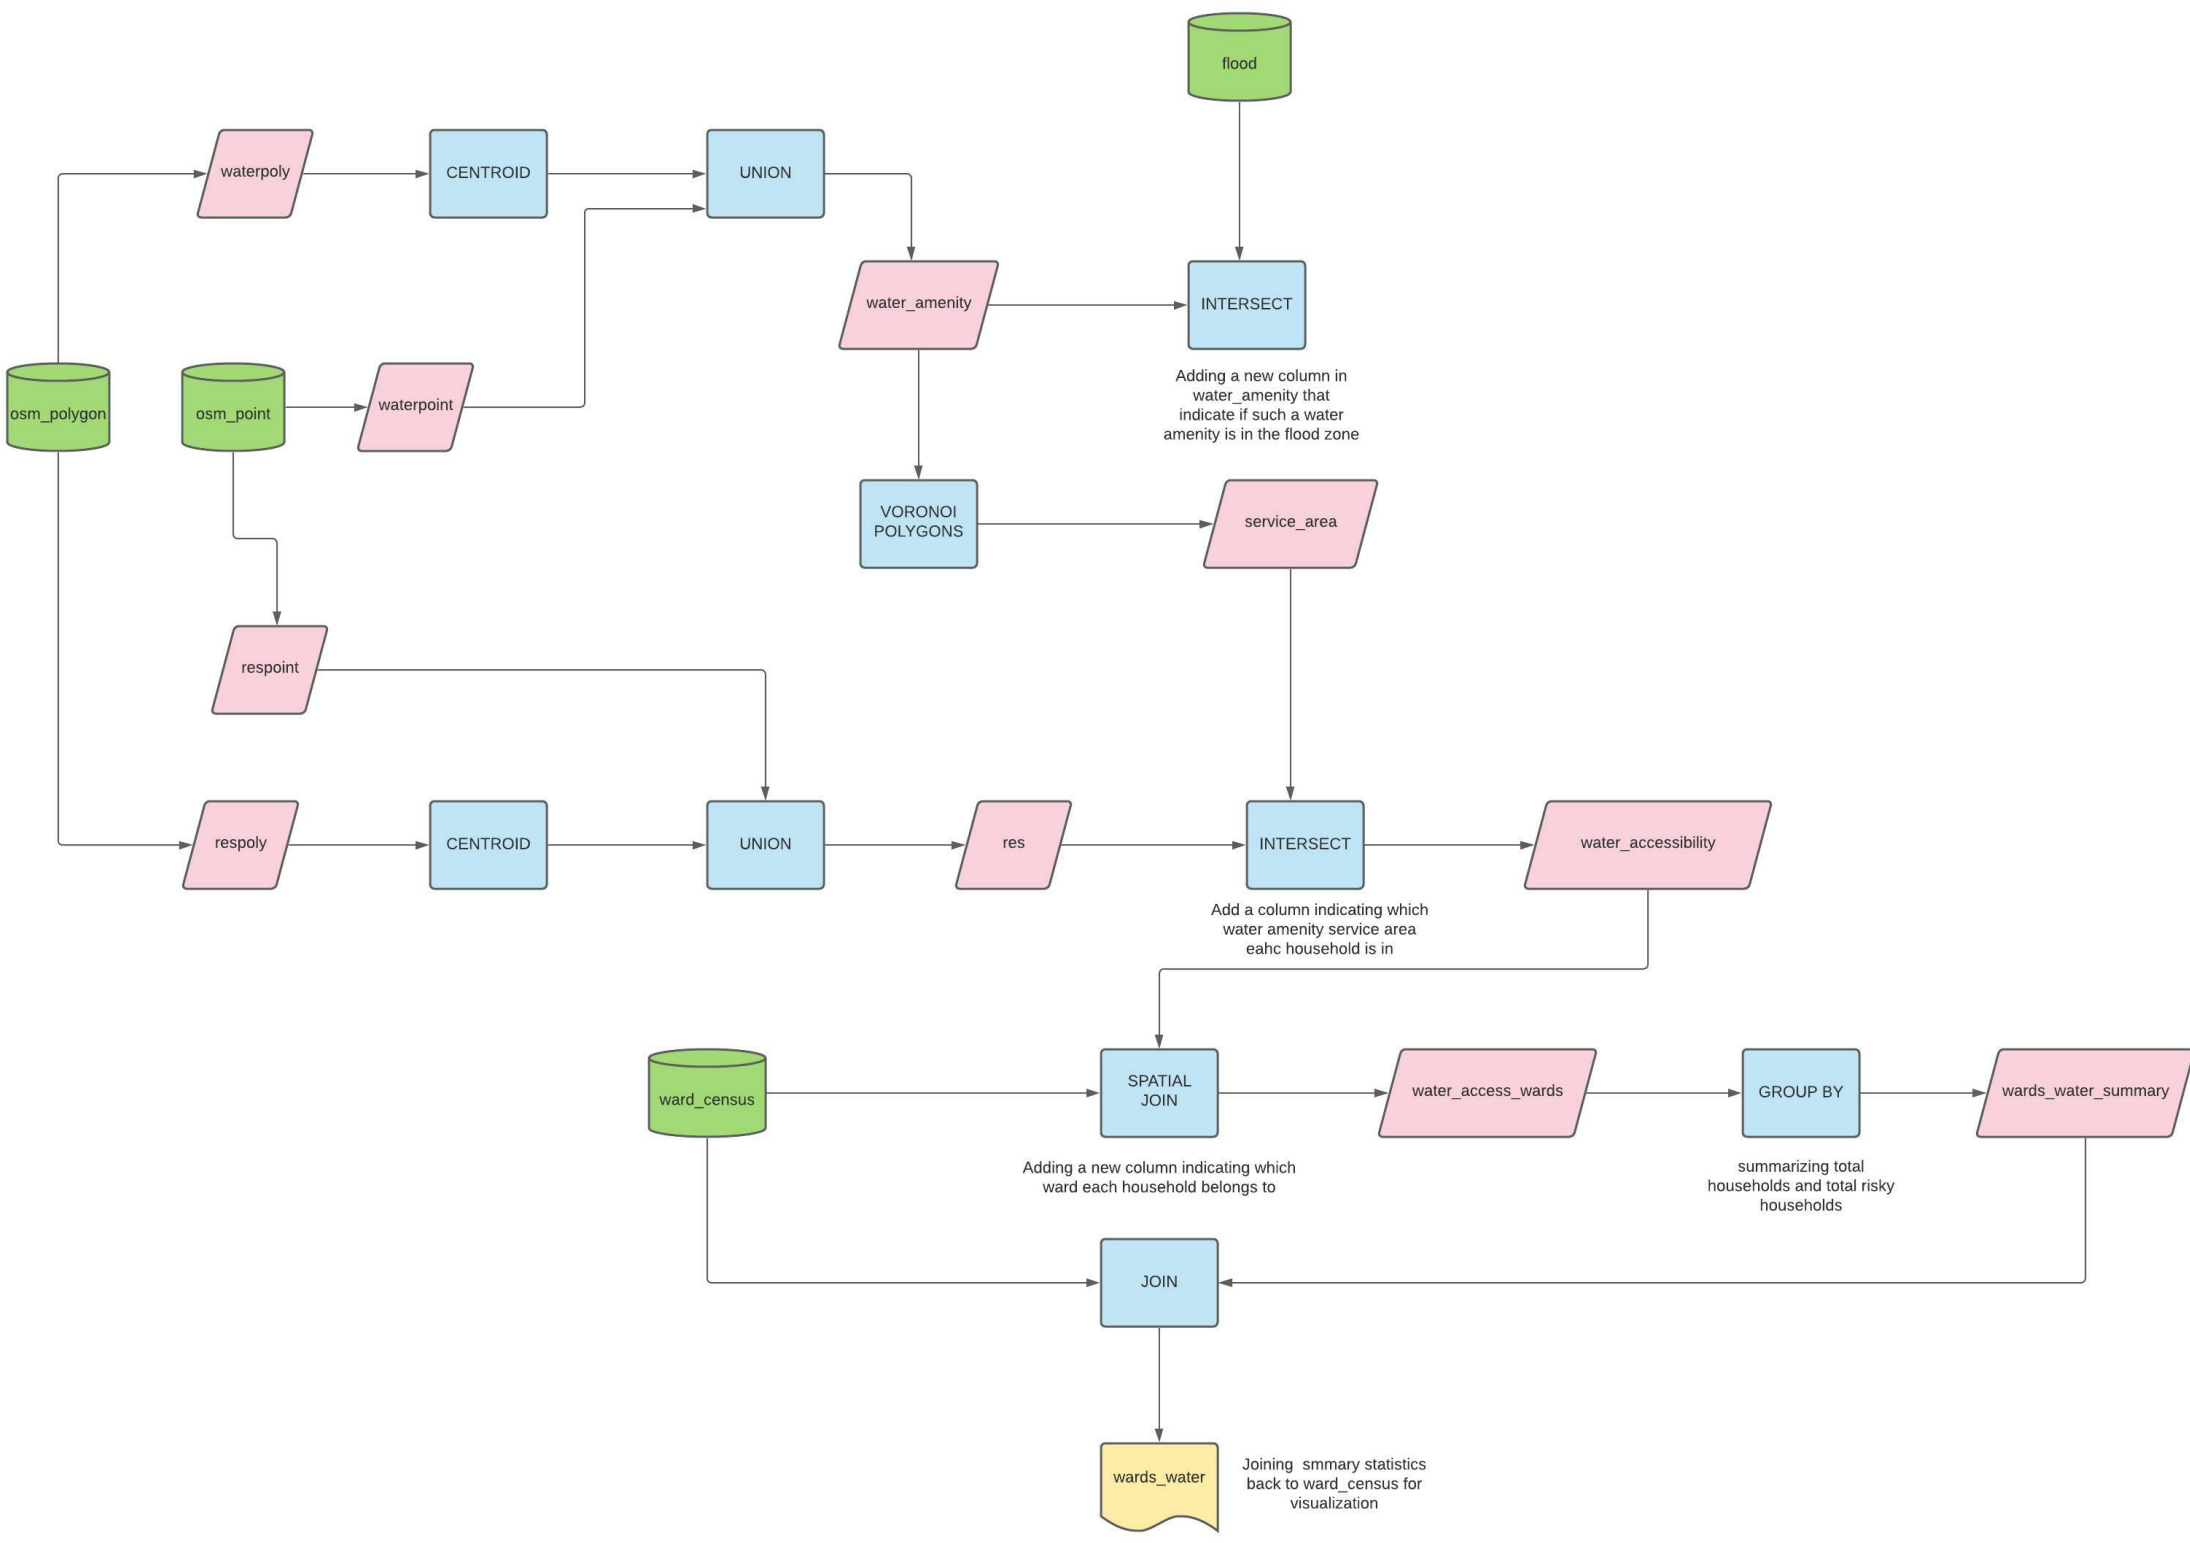 flood
waterpoly
CENTROID
UNION
water_amenity
INTERSECT
Adding a new column in
water_amenity that
indicate if such a water
amenity is in the flood zone
osm_polygon
osm_point
waterpoint
VORONOI
POLYGONS
service_area
respoint
respoly
CENTROID
UNION
res
INTERSECT
water_accessibility
Add a column indicating which
water amenity service area
eahc household is in
ward_census
SPATIAL
JOIN
water_access_wards
GROUP BY
wards_water_summary
Adding a new column indicating which
ward each household belongs to
summarizing total
households and total risky
households
JOIN
wards_water
Joining  smmary statistics
back to ward_census for
visualization